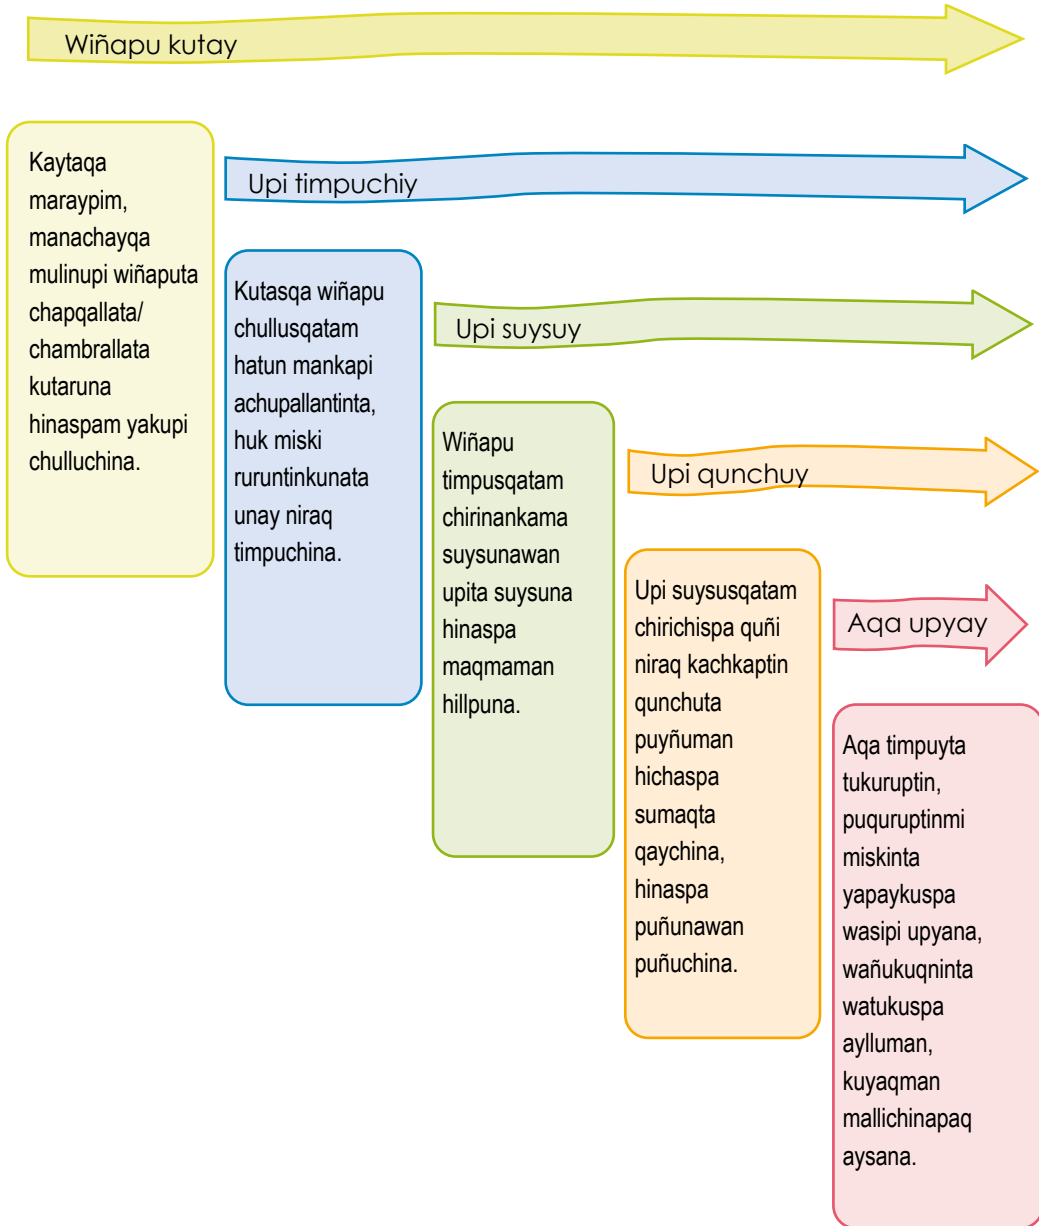 Wiñapu kutay
Kaytaqa
maraypim,
manachayqa
mulinupi wiñaputa
chapqallata/
chambrallata
kutaruna
hinaspam yakupi
chulluchina.
Upi timpuchiy
Kutasqa wiñapu
chullusqatam
hatun mankapi
achupallantinta,
huk miski
ruruntinkunata
unay niraq
timpuchina.
Upi suysuy
Wiñapu
timpusqatam
chirinankama
suysunawan
upita suysuna
hinaspa
maqmaman
hillpuna.
Upi qunchuy
Upi suysusqatam
chirichispa quñi
niraq kachkaptin
qunchuta
puyñuman
hichaspa
sumaqta
qaychina,
hinaspa
puñunawan
puñuchina.
Aqa upyay
Aqa timpuyta
tukuruptin,
puquruptinmi
miskinta
yapaykuspa
wasipi upyana,
wañukuqninta
watukuspa
aylluman,
kuyaqman
mallichinapaq
aysana.